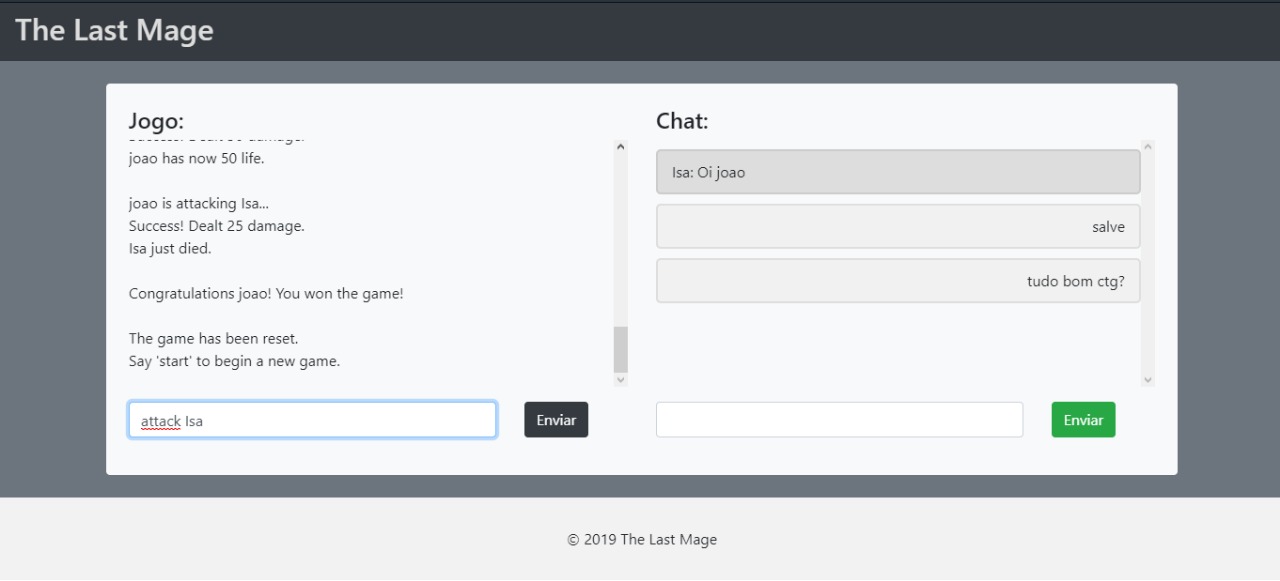 The Last Mage
Jogo:
joao has now 50 life.
joao is attacking Isa...
Success! Dealt 25 damage.
Isa just died.
Congratulations joao! You won the game!
The game has been reset.
Say 'start' to begin a new game.
attack Isa
Enviar
Chat:
Isa: Oi joao
salve
tudo bom ctg?
Enviar
© 2019 The Last Mage